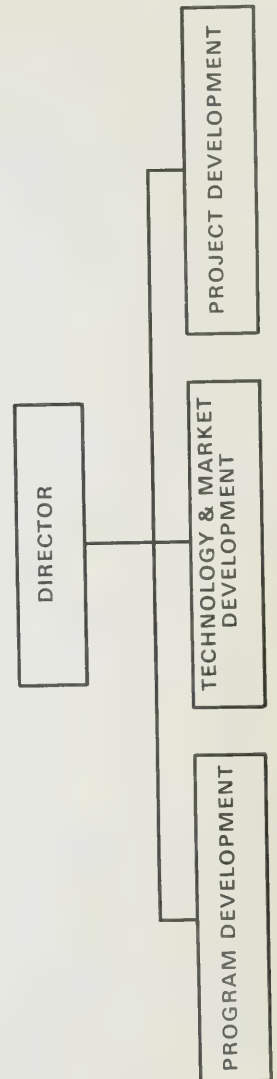 DIRECTOR
PROGRAM DEVELOPMENT
TECHNOLOGY & MARKET
DEVELOPMENT
PROJECT DEVELOPMENT